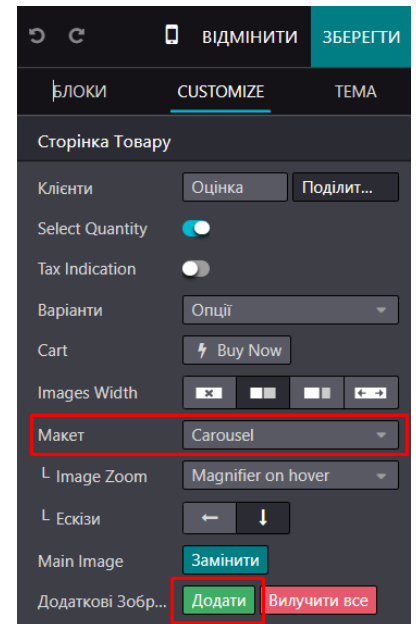 ВІДМІНИТИ ЗБЕРЕГТИ
БЛОКИ CUSTOMIZE ТЕМА
Сторінка Товару
Клієнти Оцінка Поділит...
Select Quantity
Tax Indication
Варіанти Опції
Cart Buy Now
Images Width
Макет Carousel
└ Image Zoom Magnifier on hover
└ Ескізи
Main Image Замінити
Додаткові Зобр... Додати Вилучити все